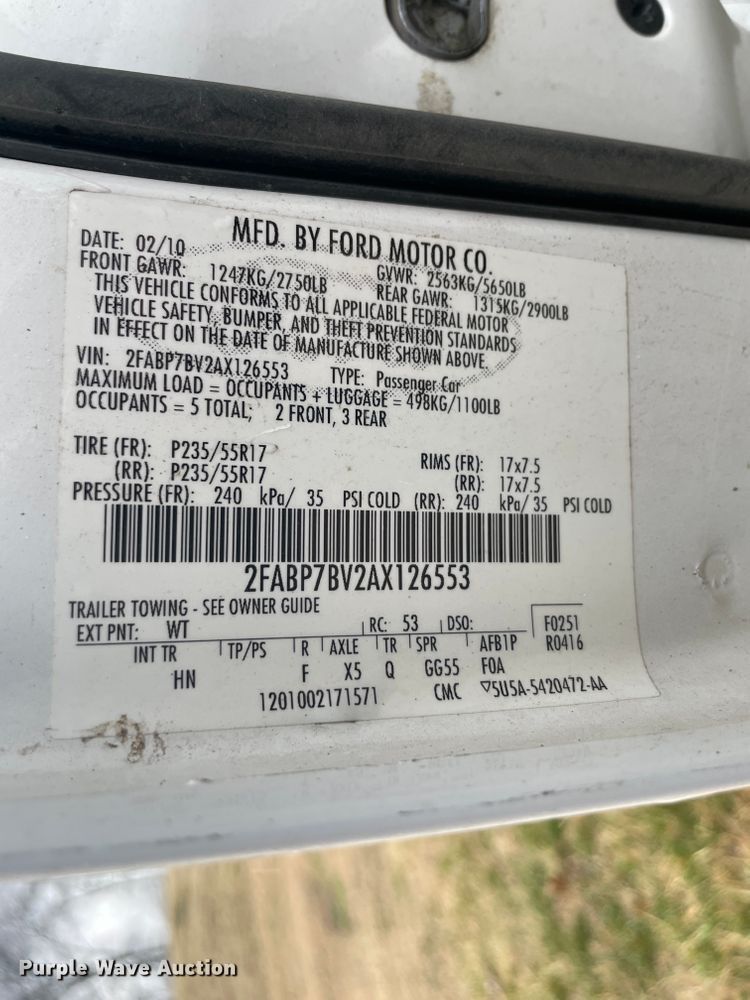 MFD. BY FORD MOTOR CO.
DATE: 02/10 GVWR: 2563KG/5650LB
FRONT GAWR: 1247KG/2750LB REAR GAWR: 1315KG/2900LB
THIS VEHICLE CONFORMS TO ALL APPLICABLE FEDERAL MOTOR
VEHICLE SAFETY, BUMPER, AND THEFT PREVENTION STANDARDS
IN EFFECT ON THE DATE OF MANUFACTURE SHOWN ABOVE.
VIN: 2FABP7BV2AX126553 TYPE: Passenger Car
MAXIMUM LOAD = OCCUPANTS + LUGGAGE = 498KG/1100LB
OCCUPANTS = 5 TOTAL; 2 FRONT, 3 REAR
TIRE (FR): P235/55R17 RIMS (FR): 17x7.5
(RR): P235/55R17 (RR): 17x7.5
PRESSURE (FR): 240 kPa/ 35 PSI COLD (RR): 240 kPa/ 35 PSI COLD
2FABP7BV2AX126553
TRAILER TOWING - SEE OWNER GUIDE
EXT PNT: WT RC: 53 DSO: F0251
INT TR TP/PS R AXLE TR SPR AFB1P R0416
HN F X5 Q GG55 F0A
1201002171571 CMC ▽5U5A-5420472-AA
Purple Wave Auction